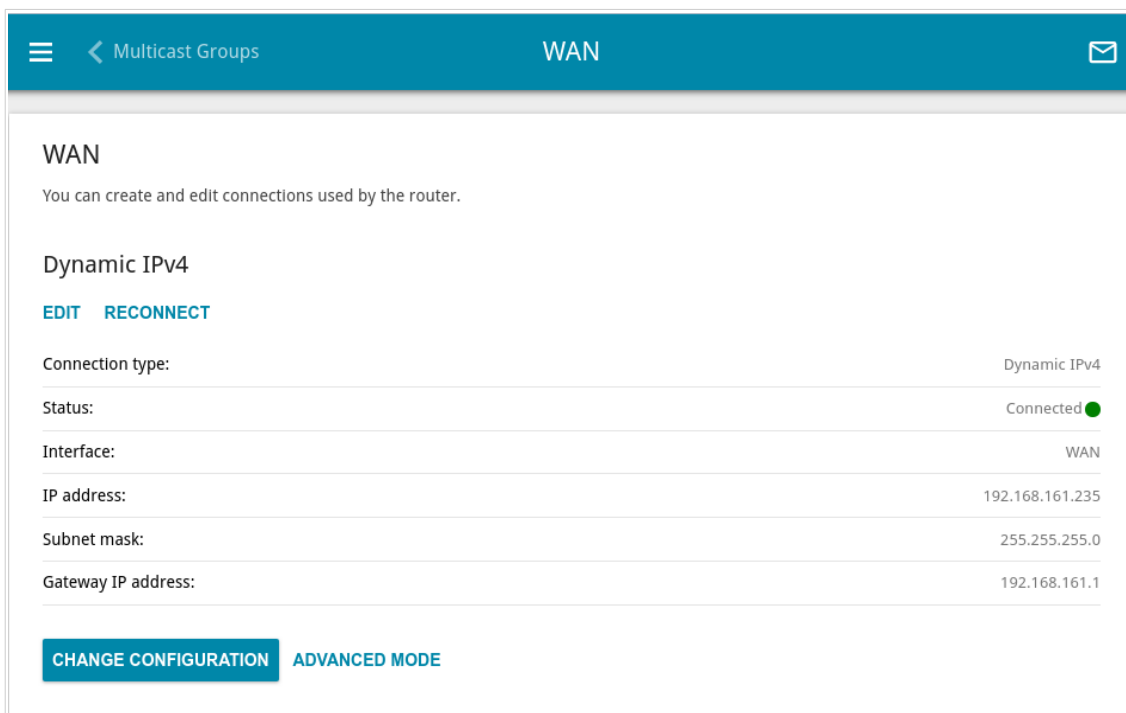 Multicast Groups WAN
WAN
You can create and edit connections used by the router.
Dynamic IPv4
EDIT RECONNECT
Connection type: Dynamic IPv4
Status: Connected
Interface: WAN
IP address: 192.168.161.235
Subnet mask: 255.255.255.0
Gateway IP address: 192.168.161.1
CHANGE CONFIGURATION ADVANCED MODE